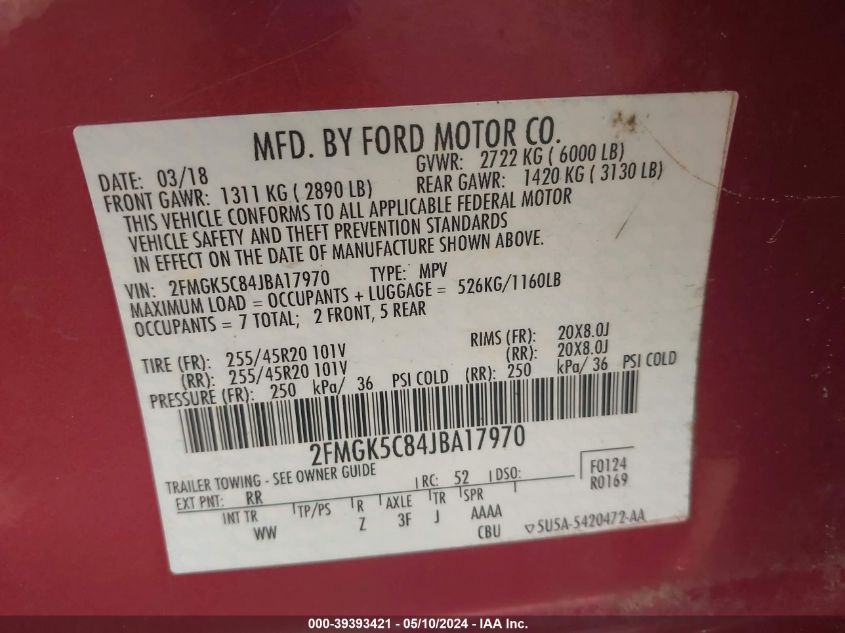 MFD. BY FORD MOTOR CO.
DATE: 03/18 GVWR: 2722 KG ( 6000 LB)
FRONT GAWR: 1311 KG ( 2890 LB) REAR GAWR: 1420 KG ( 3130 LB)
THIS VEHICLE CONFORMS TO ALL APPLICABLE FEDERAL MOTOR
VEHICLE SAFETY AND THEFT PREVENTION STANDARDS
IN EFFECT ON THE DATE OF MANUFACTURE SHOWN ABOVE.
VIN: 2FMGK5C84JBA17970 TYPE: MPV
MAXIMUM LOAD = OCCUPANTS + LUGGAGE = 526KG/1160LB
OCCUPANTS = 7 TOTAL; 2 FRONT, 5 REAR
TIRE (FR): 255/45R20 101V RIMS (FR): 20X8.0J
(RR): 255/45R20 101V (RR): 20X8.0J
PRESSURE (FR): 250 kPa/ 36 PSI COLD (RR): 250 kPa/ 36 PSI COLD
2FMGK5C84JBA17970
TRAILER TOWING - SEE OWNER GUIDE
EXT PNT: RR RC: 52 DSO: F0124
R0169
INT TR TP/PS R AXLE TR SPR
WW Z 3F J AAAA
CBU 5U5A-5420472-AA
000-39393421 - 05/10/2024 - IAA Inc.